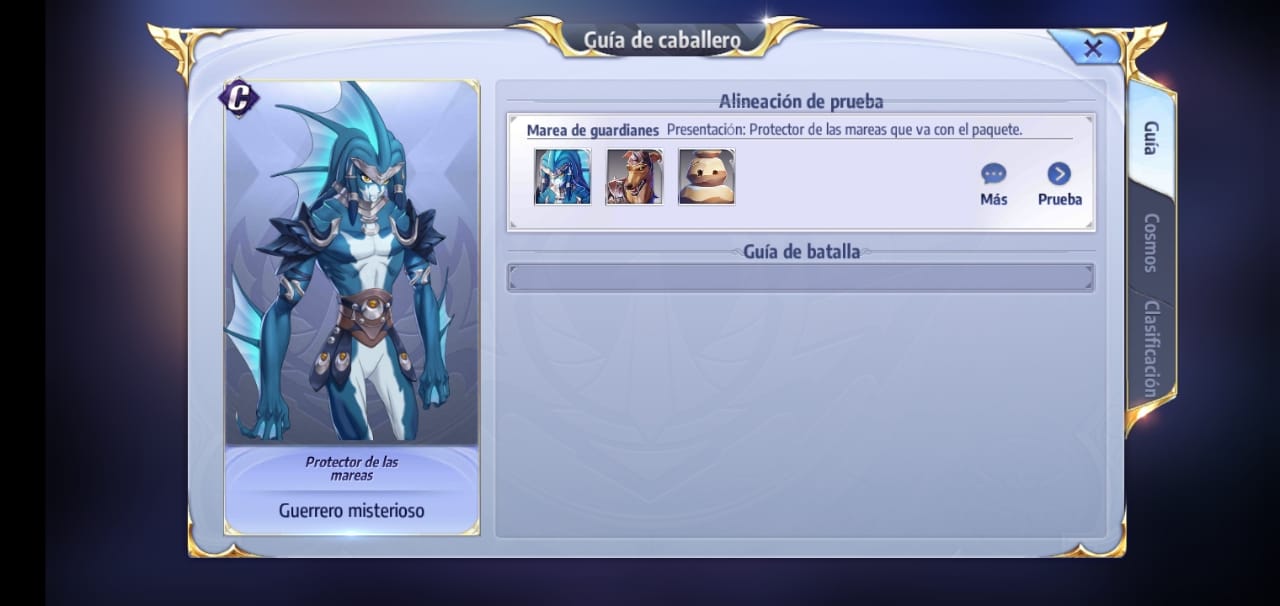 Guía de caballero
C
Protector de las
mareas
Guerrero misterioso
Alineación de prueba
Marea de guardianes Presentación: Protector de las mareas que va con el paquete.
Más
Prueba
Guía de batalla
Guía
Cosmos
Clasificación